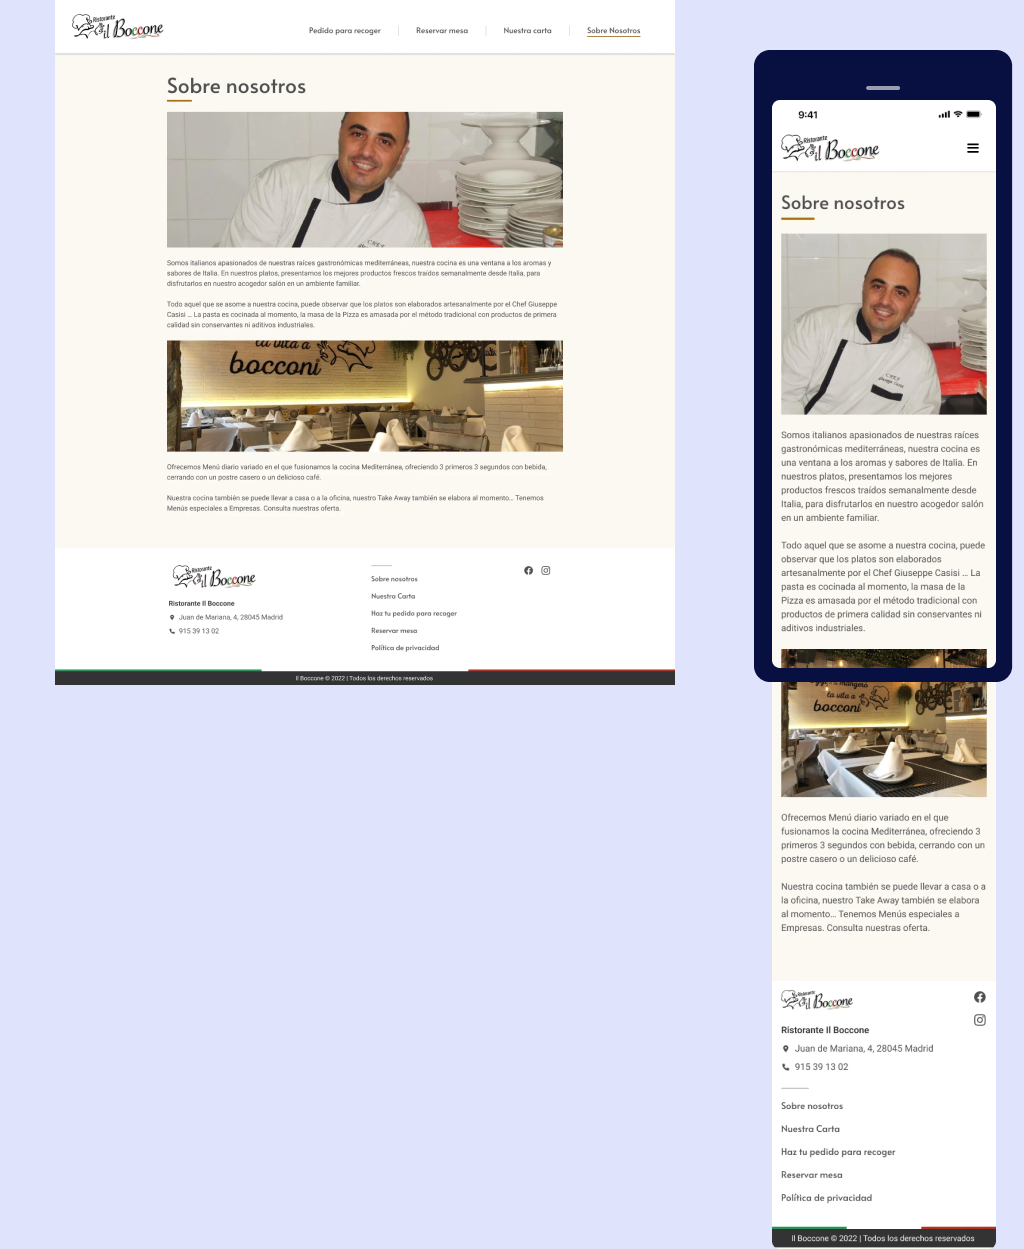 Ristorante
il Boccone
Pedido para recoger
Reservar mesa
Nuestra carta
Sobre Nosotros
Sobre nosotros
CHEF
Somos italianos apasionados de nuestras raíces gastronómicas mediterráneas, nuestra cocina es una ventana a los aromas y
sabores de Italia. En nuestros platos, presentamos los mejores productos frescos traídos semanalmente desde Italia, para
disfrutarlos en nuestro acogedor salón en un ambiente familiar.
Todo aquel que se asome a nuestra cocina, puede observar que los platos son elaborados artesanalmente por el Chef Giuseppe
Casisi ... La pasta es cocinada al momento, la masa de la Pizza es amasada por el método tradicional con productos de primera
calidad sin conservantes ni aditivos industriales.
la vita a
bocconi
Ofrecemos Menú diario variado en el que fusionamos la cocina Mediterránea, ofreciendo 3 primeros 3 segundos con bebida,
cerrando con un postre casero o un delicioso café.
Nuestra cocina también se puede llevar a casa o a la oficina, nuestro Take Away también se elabora al momento... Tenemos
Menús especiales a Empresas. Consulta nuestras oferta.
Ristorante
il Boccone
Ristorante Il Boccone
Juan de Mariana, 4, 28045 Madrid
915 39 13 02
Sobre nosotros
Nuestra Carta
Haz tu pedido para recoger
Reservar mesa
Política de privacidad
Il Boccone © 2022 | Todos los derechos reservados
9:41
Ristorante
il Boccone
Sobre nosotros
CHEF
Somos italianos apasionados de nuestras raíces
gastronómicas mediterráneas, nuestra cocina es
una ventana a los aromas y sabores de Italia. En
nuestros platos, presentamos los mejores
productos frescos traídos semanalmente desde
Italia, para disfrutarlos en nuestro acogedor salón
en un ambiente familiar.
Todo aquel que se asome a nuestra cocina, puede
observar que los platos son elaborados
artesanalmente por el Chef Giuseppe Casisi ... La
pasta es cocinada al momento, la masa de la
Pizza es amasada por el método tradicional con
productos de primera calidad sin conservantes ni
aditivos industriales.
la vita a
bocconi
Ofrecemos Menú diario variado en el que
fusionamos la cocina Mediterránea, ofreciendo 3
primeros 3 segundos con bebida, cerrando con un
postre casero o un delicioso café.
Nuestra cocina también se puede llevar a casa o a
la oficina, nuestro Take Away también se elabora
al momento... Tenemos Menús especiales a
Empresas. Consulta nuestras oferta.
Ristorante
il Boccone
Ristorante Il Boccone
Juan de Mariana, 4, 28045 Madrid
915 39 13 02
Sobre nosotros
Nuestra Carta
Haz tu pedido para recoger
Reservar mesa
Política de privacidad
Il Boccone © 2022 | Todos los derechos reservados